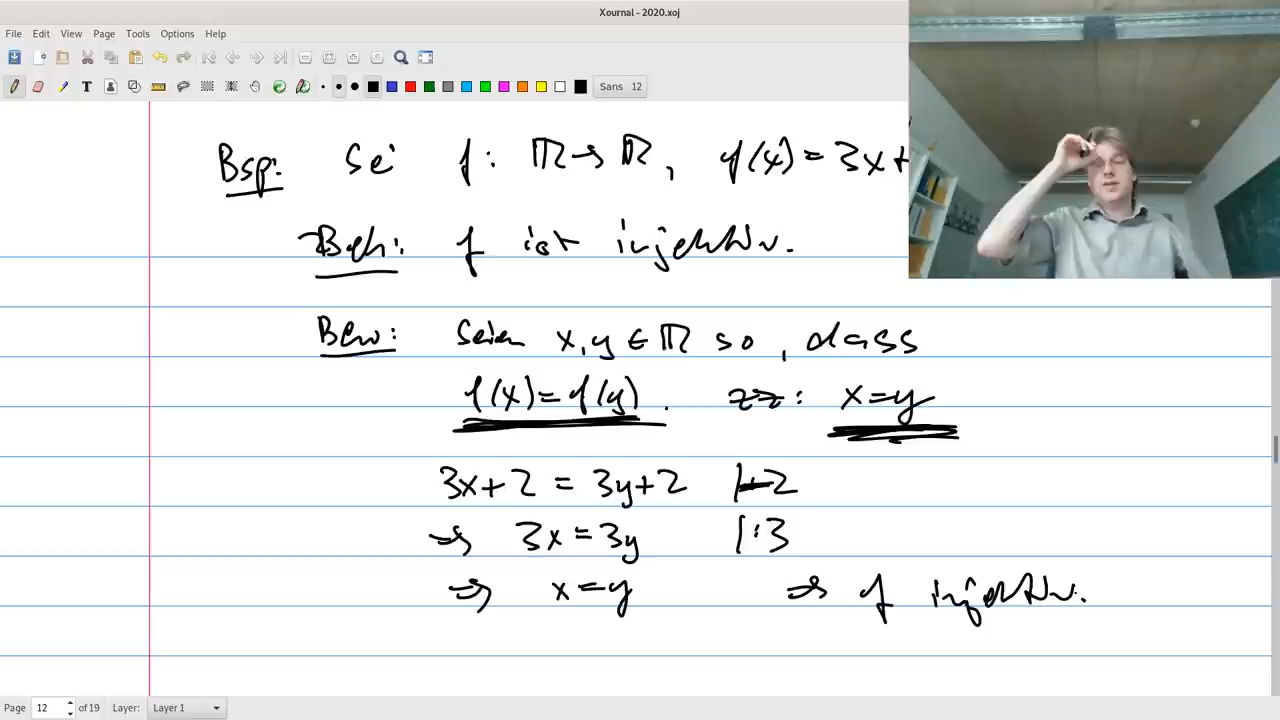 Xournal - 2020.xoj
File Edit View Page Tools Options Help
Sans 12
Bsp: Sei f: ℝ→ℝ, f(x) = 3x+
Beh: f ist injektiv.
Bew: Seien x,y ∈ ℝ so, dass
f(x) = f(y). zz: x=y
3x+2 = 3y+2 |-2
⇒ 3x = 3y |:3
⇒ x = y ⇒ f injektiv.
Page 12 of 19 Layer: Layer 1